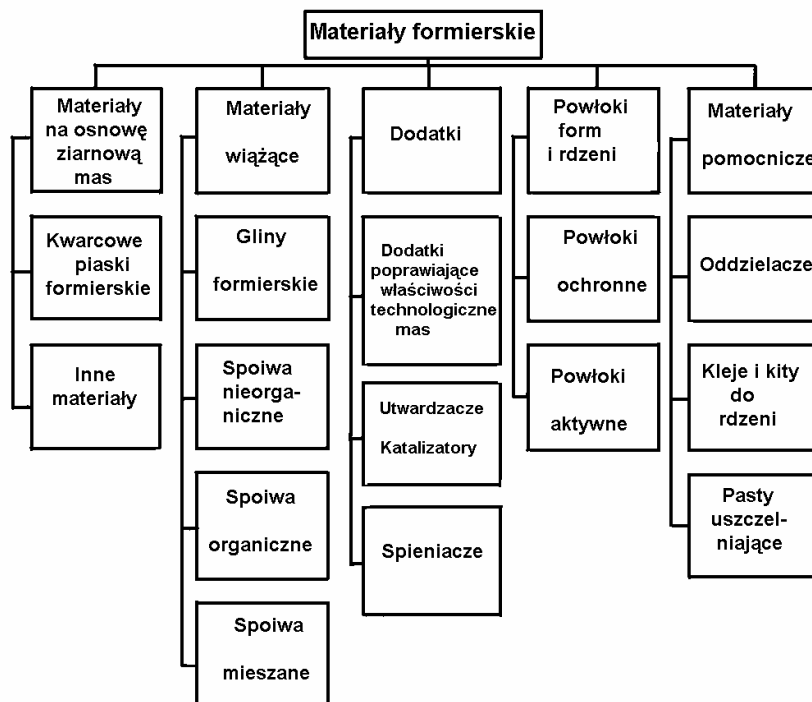 Materiały formierskie
Materiały
na osnowę
ziarnową
mas
Kwarcowe
piaski
formierskie
Inne
materiały
Materiały
wiążące
Gliny
formierskie
Spoiwa
nieorga-
niczne
Spoiwa
organiczne
Spoiwa
mieszane
Dodatki
Dodatki
poprawiające
właściwości
technologiczne
mas
Utwardzacze
Katalizatory
Spieniacze
Powłoki
form
i rdzeni
Powłoki
ochronne
Powłoki
aktywne
Materiały
pomocnicze
Oddzielacze
Kleje i kity
do
rdzeni
Pasty
uszczel-
niające